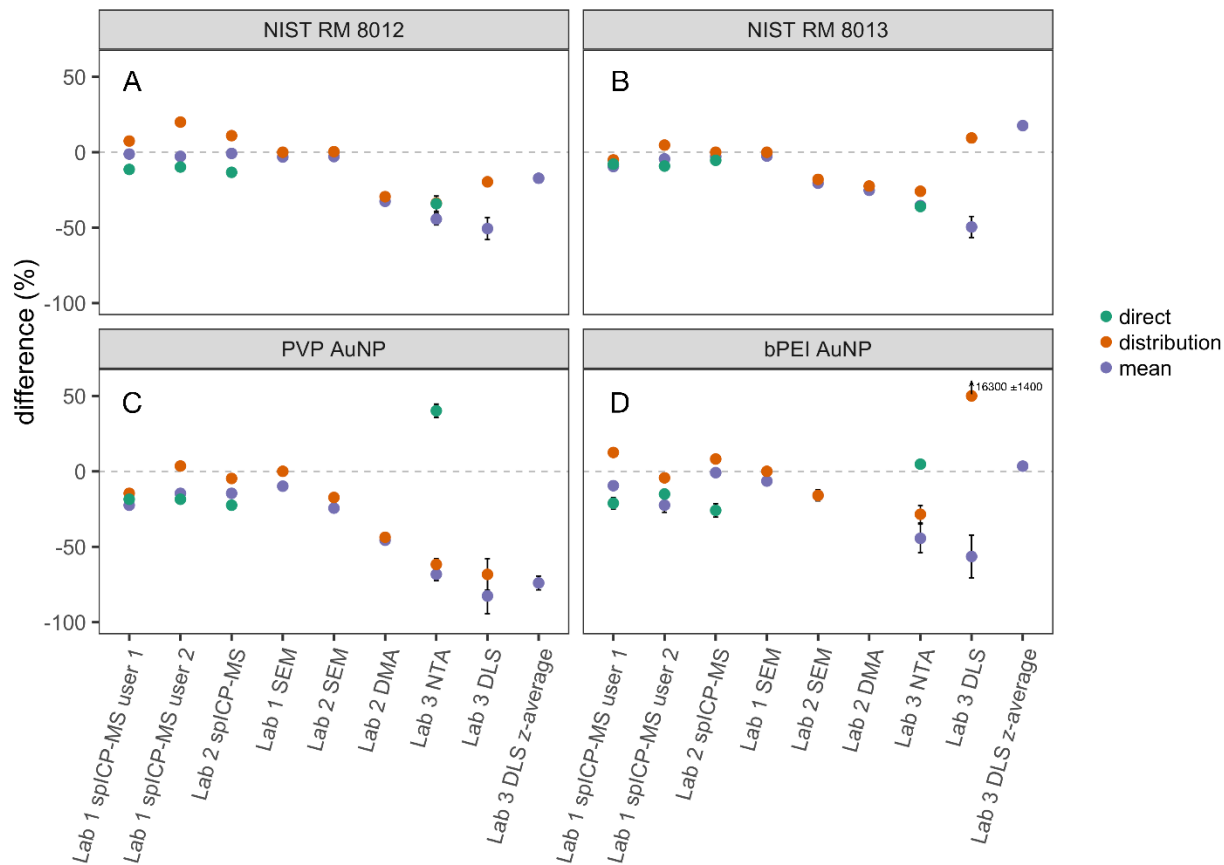 NIST RM 8012
NIST RM 8013
A
B
50
0
-50
-100
PVP AuNP
bPEI AuNP
C
D
16300 ±1400
50
0
-50
-100
difference (%)
direct
distribution
mean
Lab 1 spICP-MS user 1
Lab 1 spICP-MS user 2
Lab 2 spICP-MS
Lab 1 SEM
Lab 2 SEM
Lab 2 DMA
Lab 3 NTA
Lab 3 DLS
Lab 3 DLS z-average
Lab 1 spICP-MS user 1
Lab 1 spICP-MS user 2
Lab 2 spICP-MS
Lab 1 SEM
Lab 2 SEM
Lab 2 DMA
Lab 3 NTA
Lab 3 DLS
Lab 3 DLS z-average